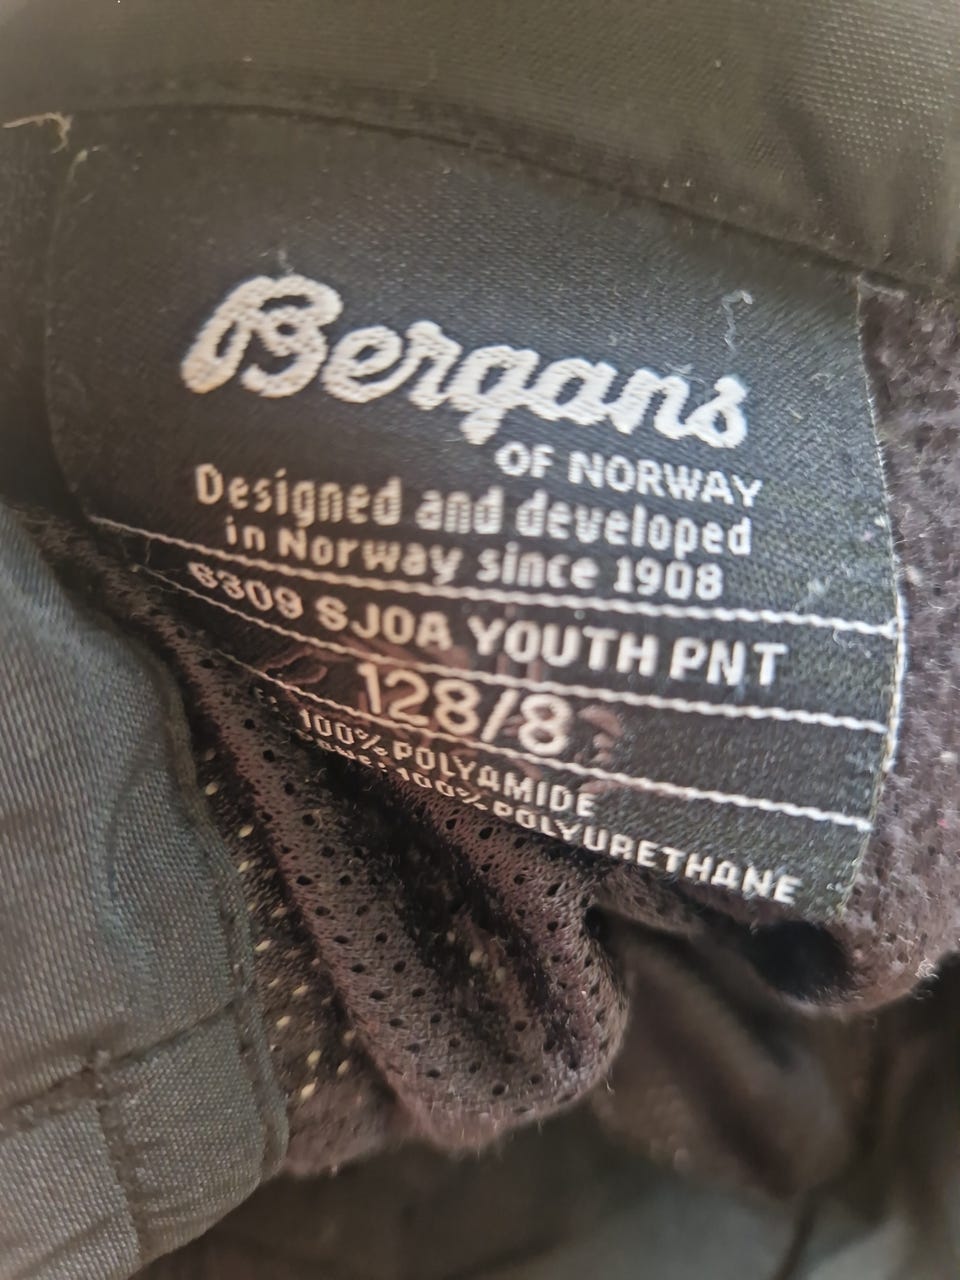 Bergans
OF NORWAY
Designed and developed
in Norway since 1908
6309 SJOA YOUTH PNT
128/8
100% POLYAMIDE
100% POLYURETHANE